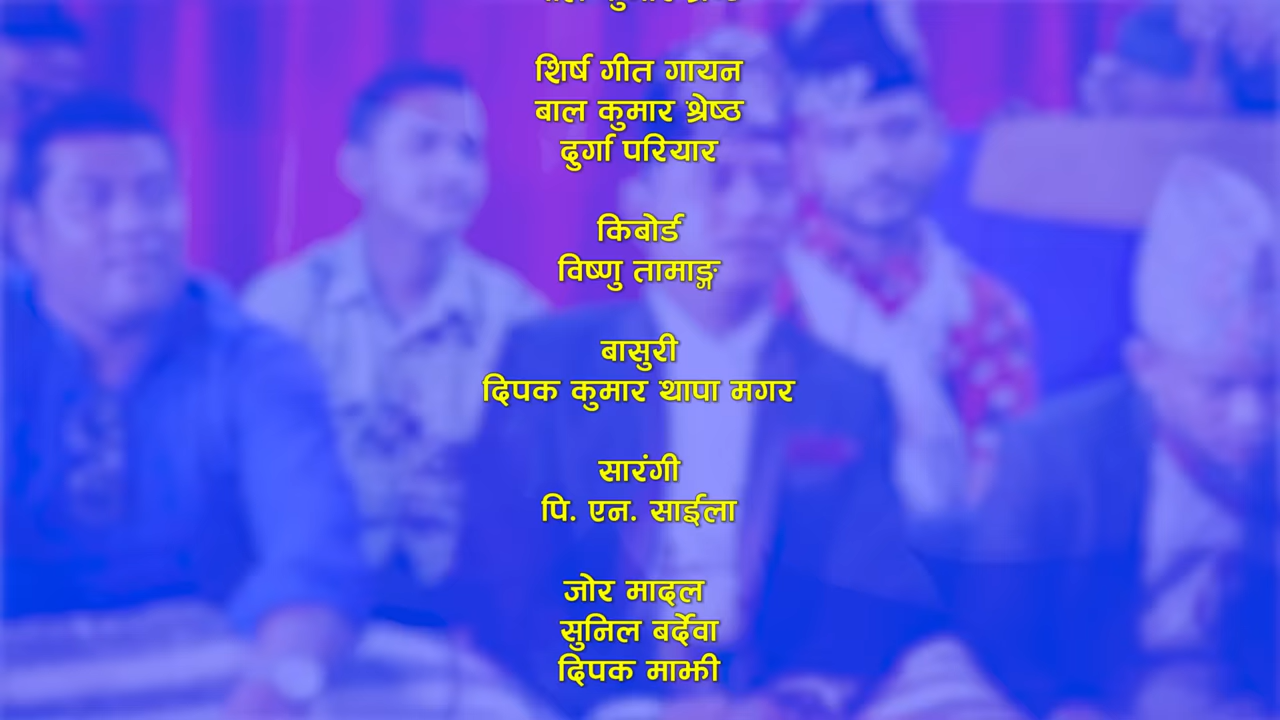 शिर्ष गीत गायन
बाल कुमार श्रेष्ठ
दुर्गा परियार
किबोर्ड
विष्णु तामाङ्ग
बासुरी
दिपक कुमार थापा मगर
सारंगी
पि. एन. साईला
जोर मादल
सुनिल बर्देवा
दिपक माझी